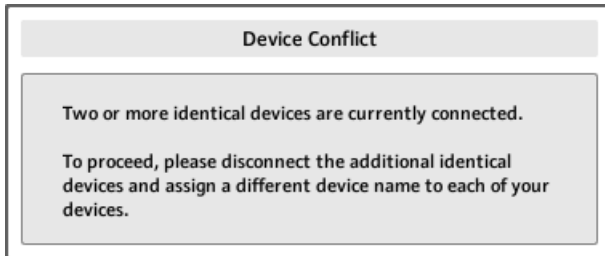 Device Conflict
Two or more identical devices are currently connected.
To proceed, please disconnect the additional identical
devices and assign a different device name to each of your
devices.